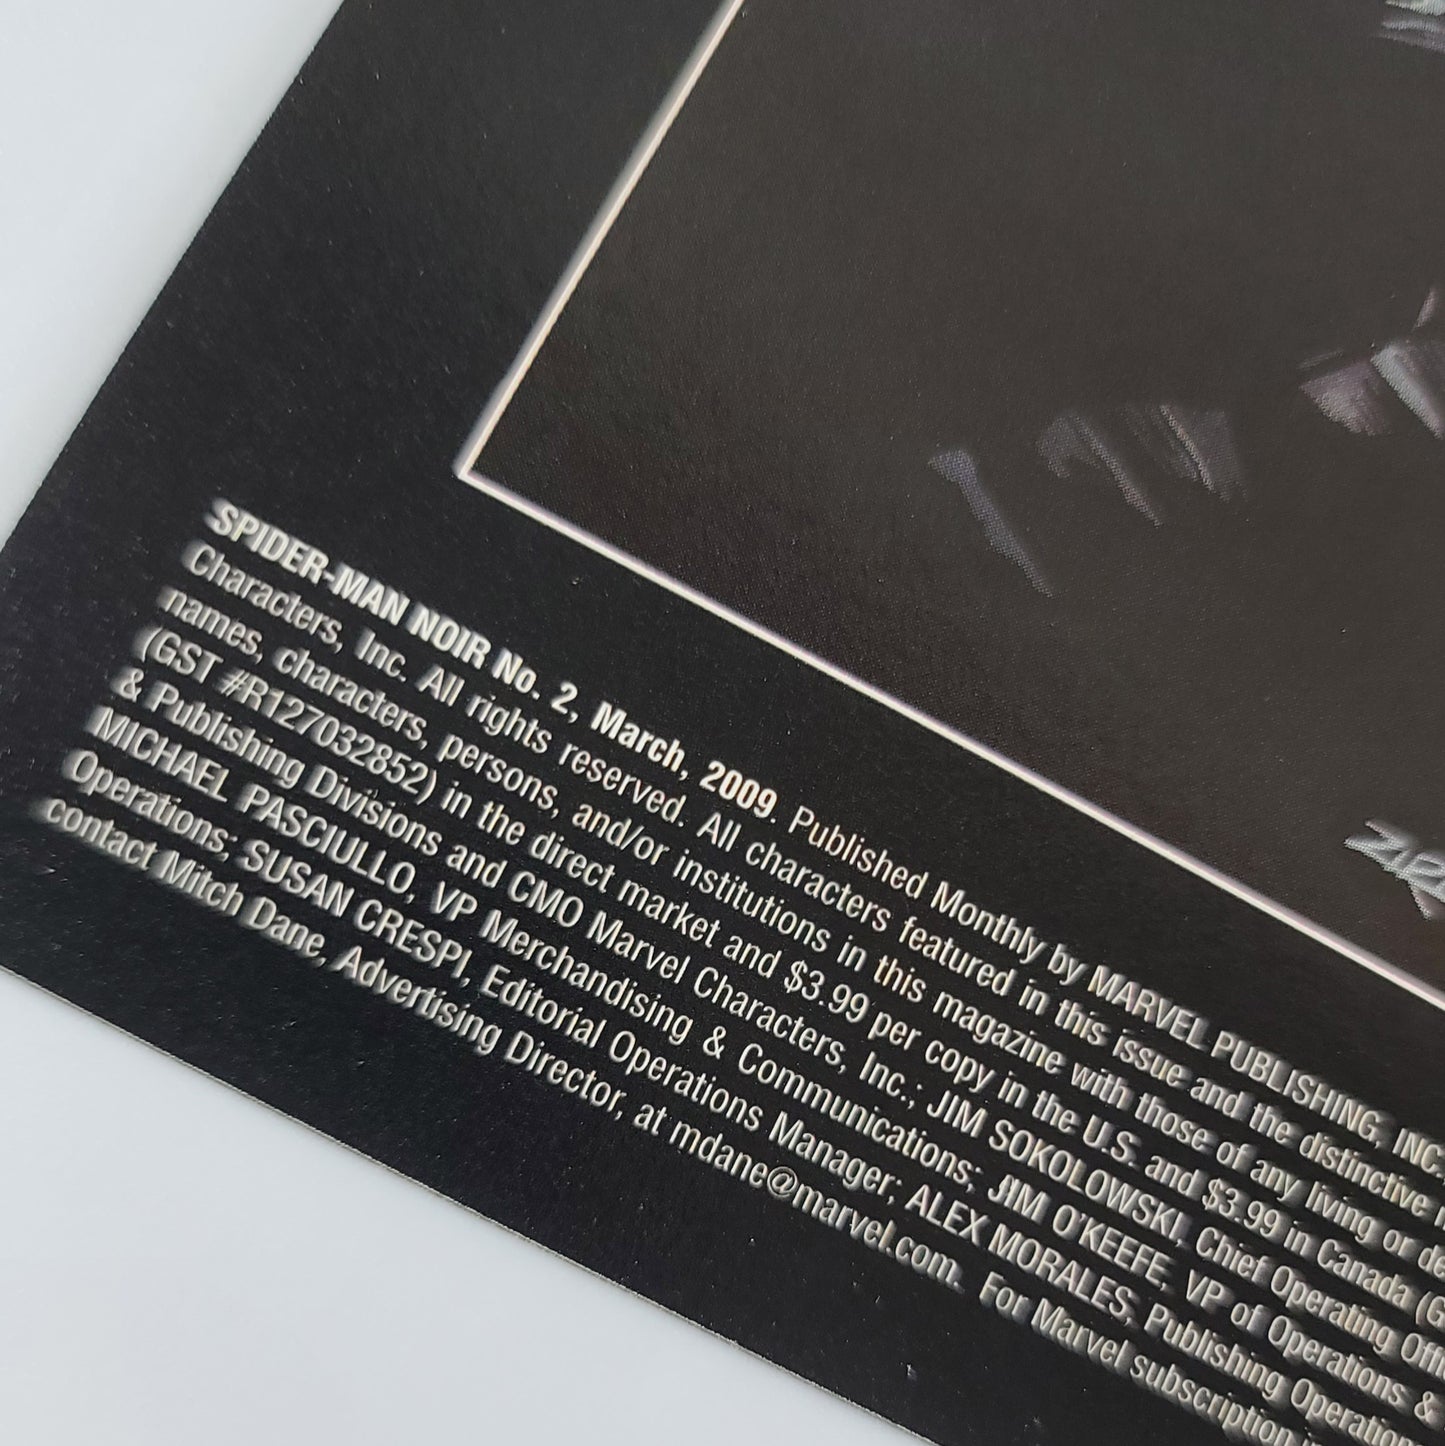 SPIDER-MAN NOIR No. 2, March, 2009. Published Monthly by MARVEL PUBLISHING, INC.
Characters, Inc. All rights reserved. All characters featured in this issue and the distinctive
names, characters, persons, and/or institutions in this magazine with those of any living or
(GST #R127032852) in the direct market and $3.99 per copy in the U.S. and $3.99 in Canada
& Publishing Divisions and CMO Marvel Characters, Inc.; JIM SOKOLOWSKI, Chief Operating
MICHAEL PASCIULLO, VP Merchandising & Communications; JIM O'KEEFE, VP of Operations &
Operations; SUSAN CRESPI, Editorial Operations Manager; ALEX MORALES, Publishing
contact Mitch Dane, Advertising Director, at mdane@marvel.com. For Marvel subscription